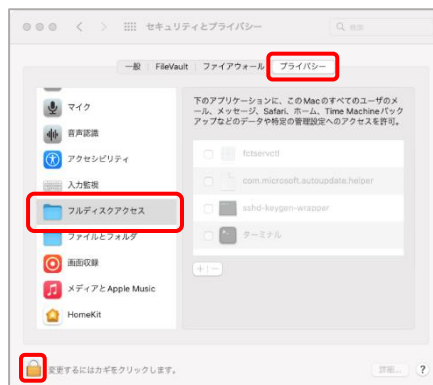 セキュリティとプライバシー
検索
一般 FileVault ファイアウォール プライバシー
マイク
音声認識
アクセシビリティ
入力監視
フルディスクアクセス
ファイルとフォルダ
画面収録
メディアとApple Music
HomeKit
下のアプリケーションに、このMacのすべてのユーザのメ
ール、メッセージ、Safari、ホーム、Time Machineバック
アップなどのデータや特定の管理設定へのアクセスを許可。
fctservctl
com.microsoft.autoupdate.helper
sshd-keygen-wrapper
ターミナル
+ −
変更するにはカギをクリックします。
詳細... ?